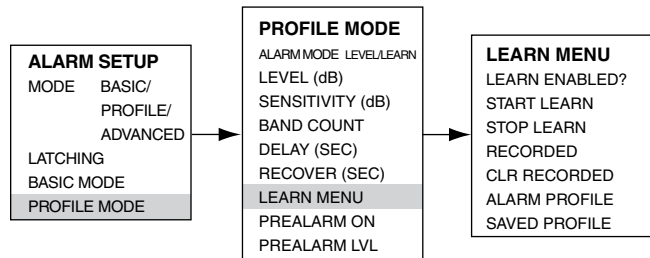 ALARM SETUP
MODE BASIC/
PROFILE/
ADVANCED
LATCHING
BASIC MODE
PROFILE MODE
PROFILE MODE
ALARM MODE LEVEL/LEARN
LEVEL (dB)
SENSITIVITY (dB)
BAND COUNT
DELAY (SEC)
RECOVER (SEC)
LEARN MENU
PREALARM ON
PREALARM LVL
LEARN MENU
LEARN ENABLED?
START LEARN
STOP LEARN
RECORDED
CLR RECORDED
ALARM PROFILE
SAVED PROFILE